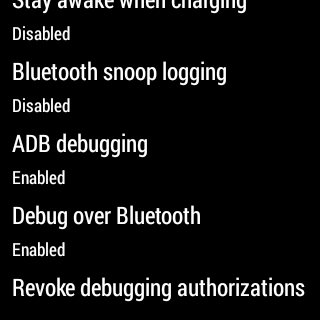 Stay awake when charging
Disabled
Bluetooth snoop logging
Disabled
ADB debugging
Enabled
Debug over Bluetooth
Enabled
Revoke debugging authorizations